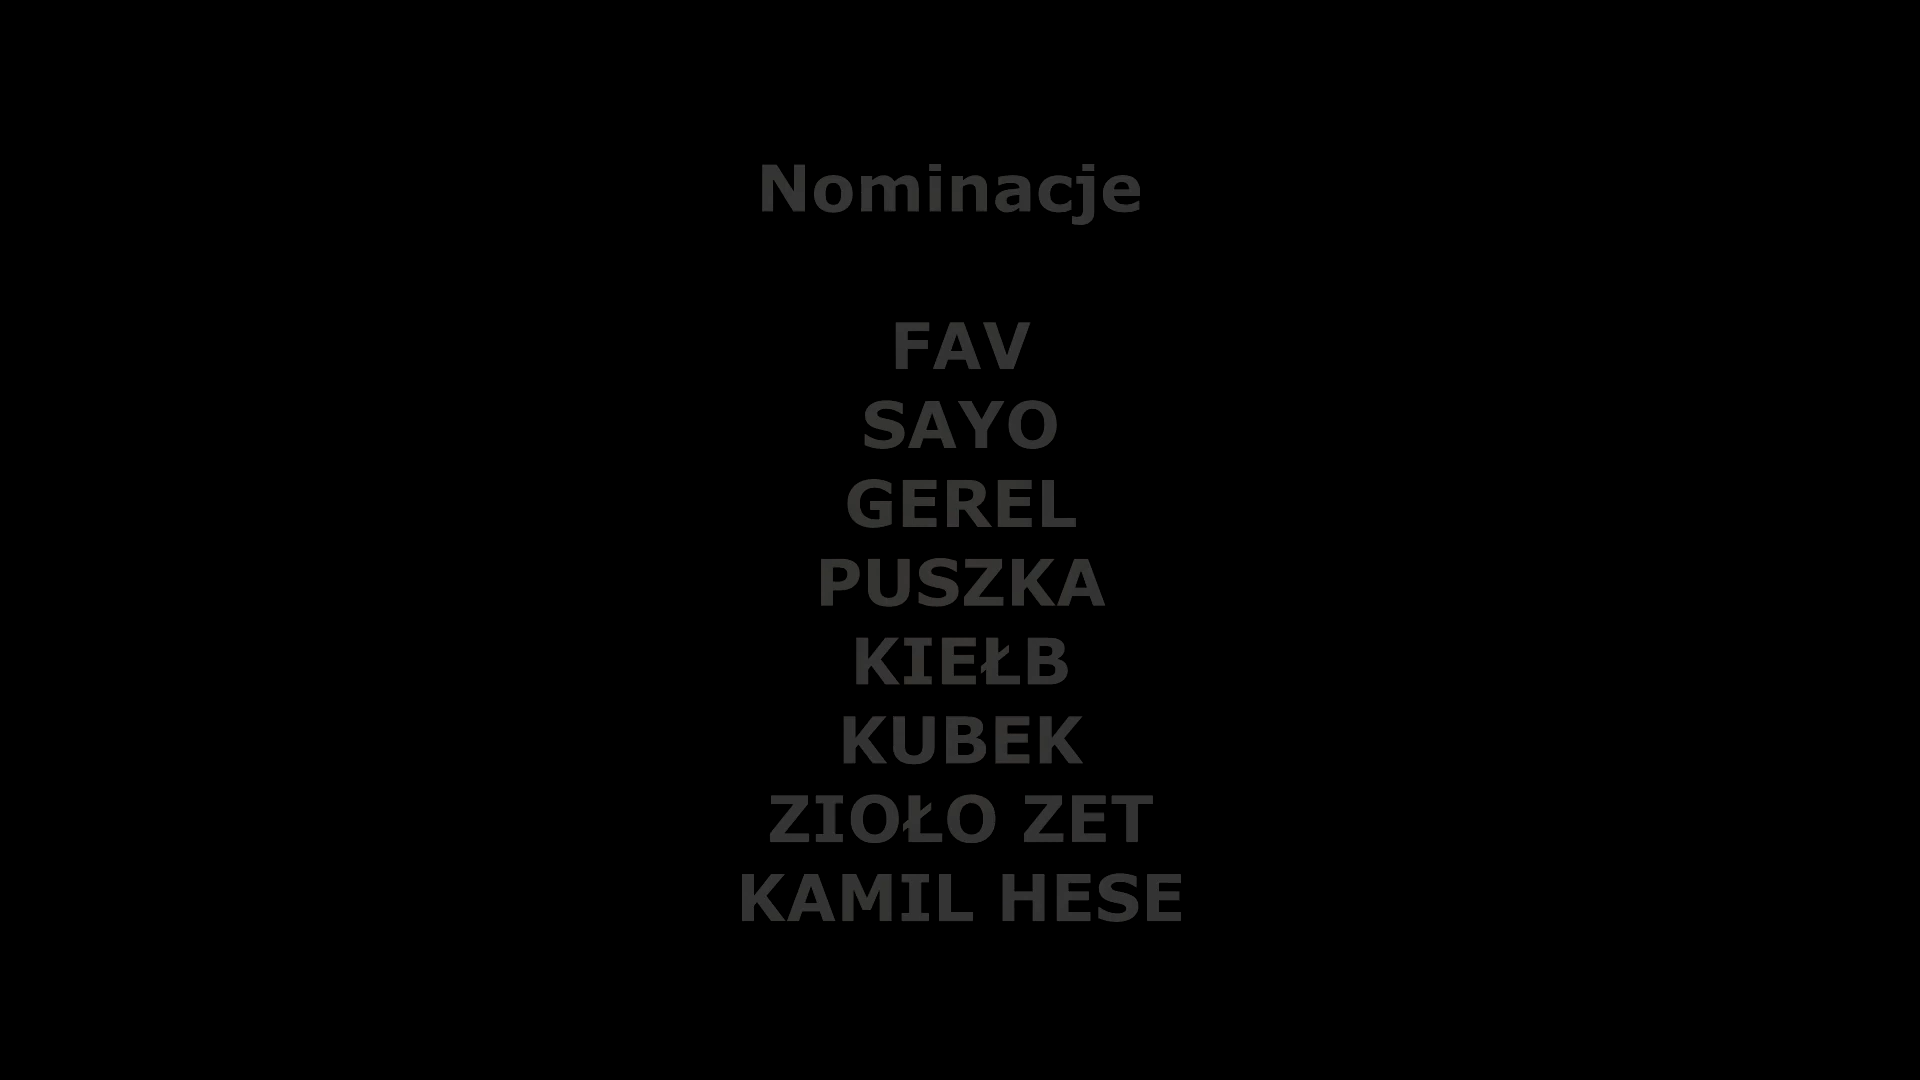 Nominacje
FAV
SAYO
GEREL
PUSZKA
KIEŁB
KUBEK
ZIOŁO ZET
KAMIL HESE